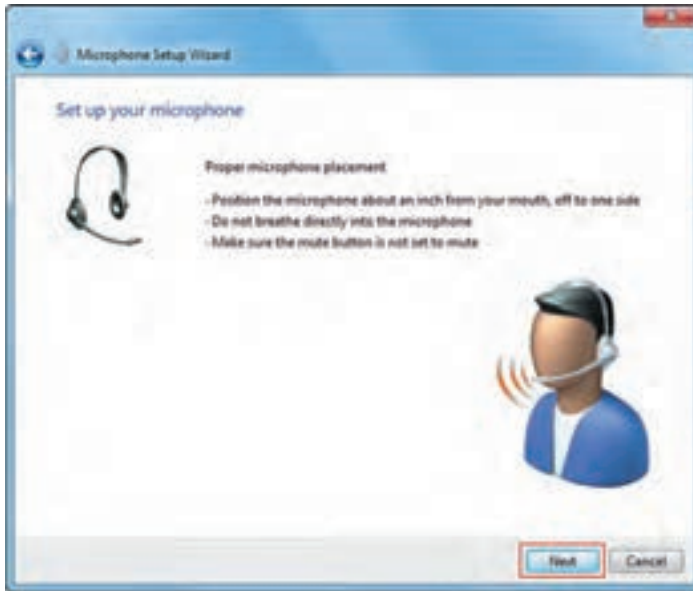 Microphone Setup Wizard
Set up your microphone
Proper microphone placement
- Position the microphone about an inch from your mouth, off to one side
- Do not breathe directly into the microphone
- Make sure the mute button is not set to mute
Next Cancel